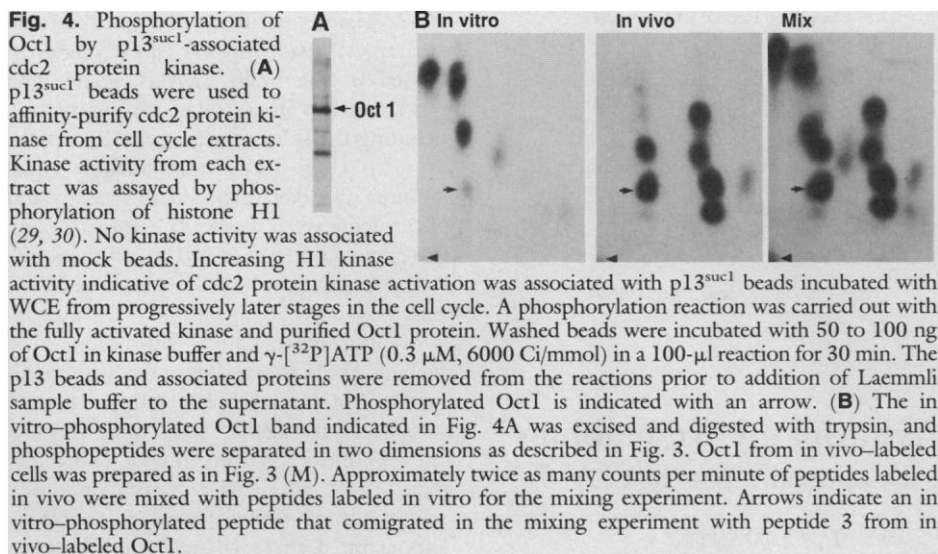 Fig. 4. Phosphorylation of
Oct1 by p13suc1-associated
cdc2 protein kinase. (A)
p13suc1 beads were used to
affinity-purify cdc2 protein ki-
nase from cell cycle extracts.
Kinase activity from each ex-
tract was assayed by phos-
phorylation of histone H1
(29, 30). No kinase activity was associated
with mock beads. Increasing H1 kinase
A
Oct 1
B In vitro
In vivo
Mix
activity indicative of cdc2 protein kinase activation was associated with p13suc1 beads incubated with
WCE from progressively later stages in the cell cycle. A phosphorylation reaction was carried out with
the fully activated kinase and purified Oct1 protein. Washed beads were incubated with 50 to 100 ng
of Oct1 in kinase buffer and γ-[32P]ATP (0.3 μM, 6000 Ci/mmol) in a 100-μl reaction for 30 min. The
p13 beads and associated proteins were removed from the reactions prior to addition of Laemmli
sample buffer to the supernatant. Phosphorylated Oct1 is indicated with an arrow. (B) The in
vitro–phosphorylated Oct1 band indicated in Fig. 4A was excised and digested with trypsin, and
phosphopeptides were separated in two dimensions as described in Fig. 3. Oct1 from in vivo–labeled
cells was prepared as in Fig. 3 (M). Approximately twice as many counts per minute of peptides labeled
in vivo were mixed with peptides labeled in vitro for the mixing experiment. Arrows indicate an in
vitro–phosphorylated peptide that comigrated in the mixing experiment with peptide 3 from in
vivo–labeled Oct1.